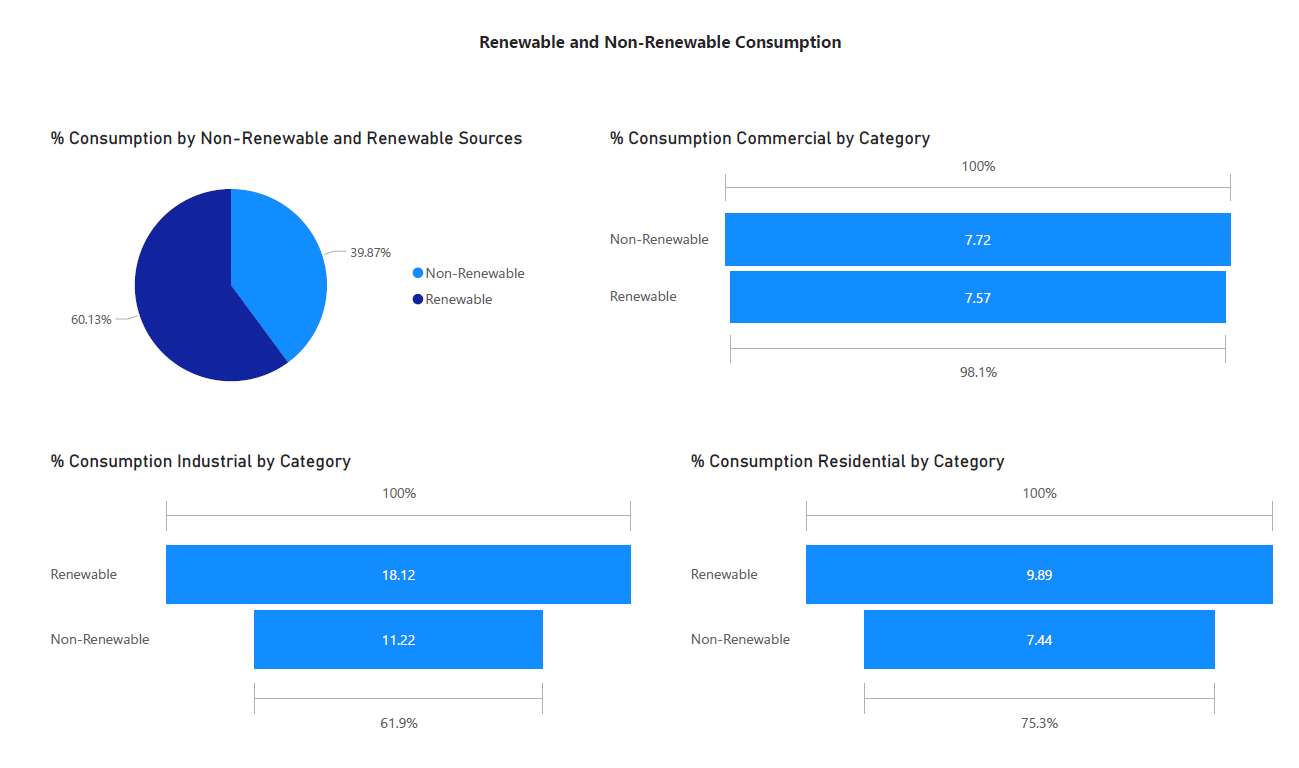 Renewable and Non-Renewable Consumption
% Consumption by Non-Renewable and Renewable Sources
39.87%
60.13%
Non-Renewable
Renewable
% Consumption Commercial by Category
100%
Non-Renewable
7.72
Renewable
7.57
98.1%
% Consumption Industrial by Category
100%
Renewable
18.12
Non-Renewable
11.22
61.9%
% Consumption Residential by Category
100%
Renewable
9.89
Non-Renewable
7.44
75.3%